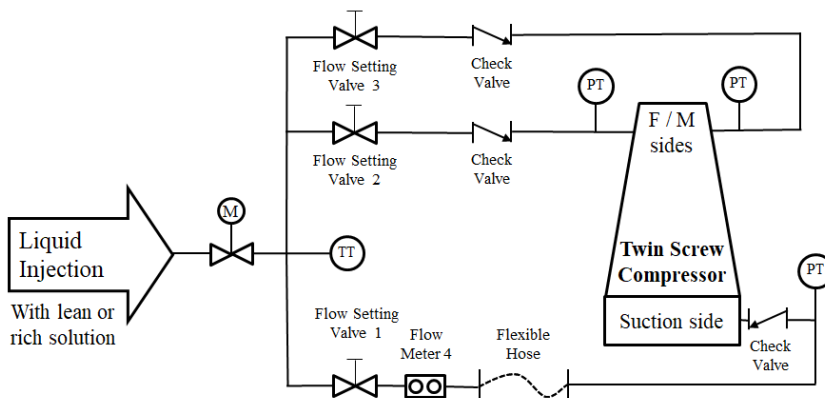 Flow Setting
Valve 3
Check
Valve
PT
PT
F / M
sides
Flow Setting
Valve 2
Check
Valve
M
Liquid
Injection
TT
Twin Screw
Compressor
PT
With lean or
rich solution
Flow Setting
Valve 1
Flow
Meter 4
Flexible
Hose
Suction side
Check
Valve